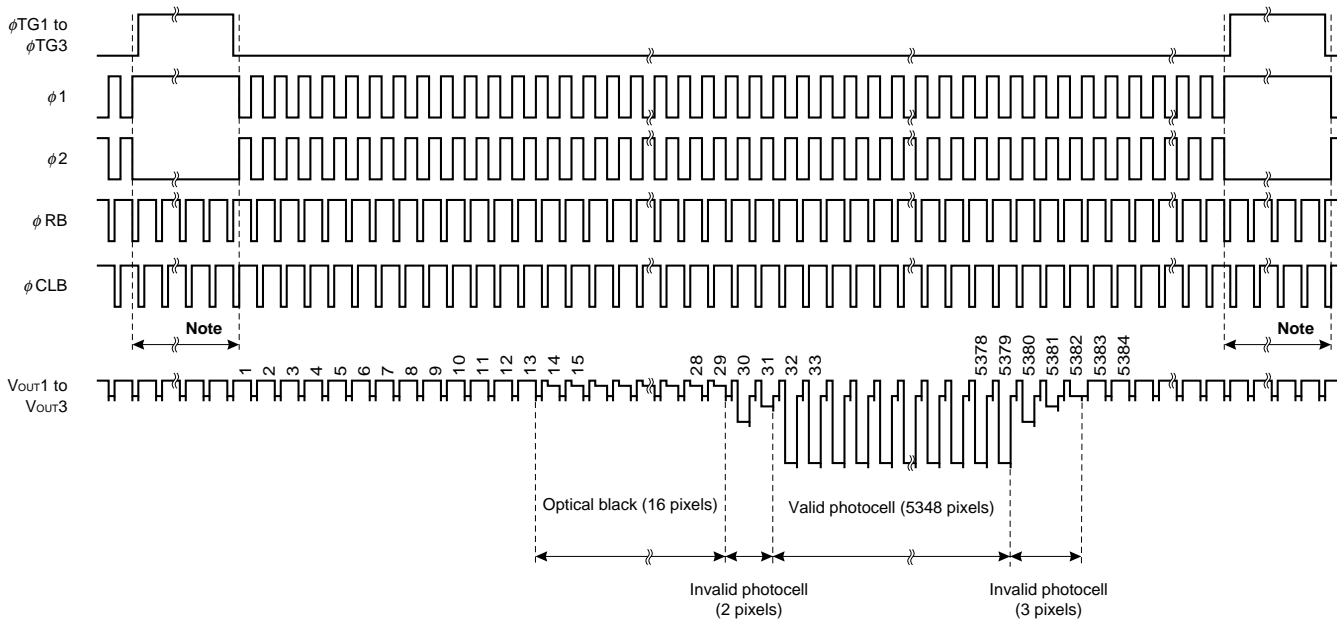 ϕTG1 to
ϕTG3
ϕ1
ϕ2
ϕRB
ϕCLB
Note
Note
VOUT1 to
VOUT3
1
2
3
4
5
6
7
8
9
10
11
12
13
14
15
28
29
30
31
32
33
5378
5379
5380
5381
5382
5383
5384
Optical black (16 pixels)
Valid photocell (5348 pixels)
Invalid photocell
(2 pixels)
Invalid photocell
(3 pixels)